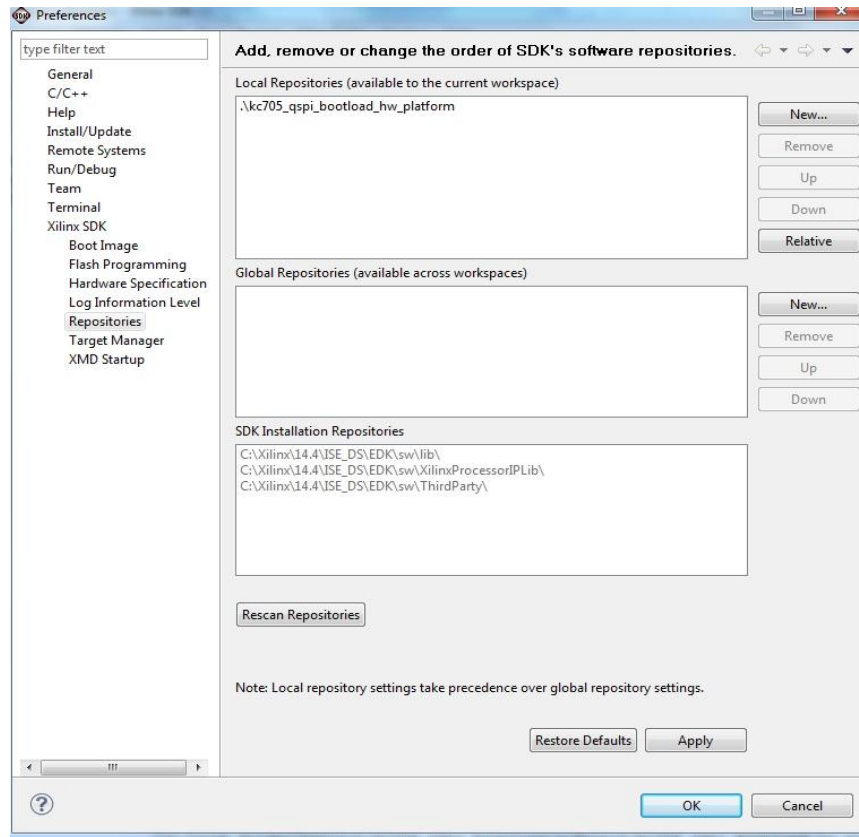 Preferences
type filter text
General
C/C++
Help
Install/Update
Remote Systems
Run/Debug
Team
Terminal
Xilinx SDK
Boot Image
Flash Programming
Hardware Specification
Log Information Level
Repositories
Target Manager
XMD Startup
Add, remove or change the order of SDK's software repositories.
Local Repositories (available to the current workspace)
.\kc705_qspi_bootload_hw_platform
New...
Remove
Up
Down
Relative
Global Repositories (available across workspaces)
New...
Remove
Up
Down
SDK Installation Repositories
C:\Xilinx\14.4\ISE_DS\EDK\sw\lib\
C:\Xilinx\14.4\ISE_DS\EDK\sw\XilinxProcessorIPLib\
C:\Xilinx\14.4\ISE_DS\EDK\sw\ThirdParty\
Rescan Repositories
Note: Local repository settings take precedence over global repository settings.
Restore Defaults Apply
OK Cancel